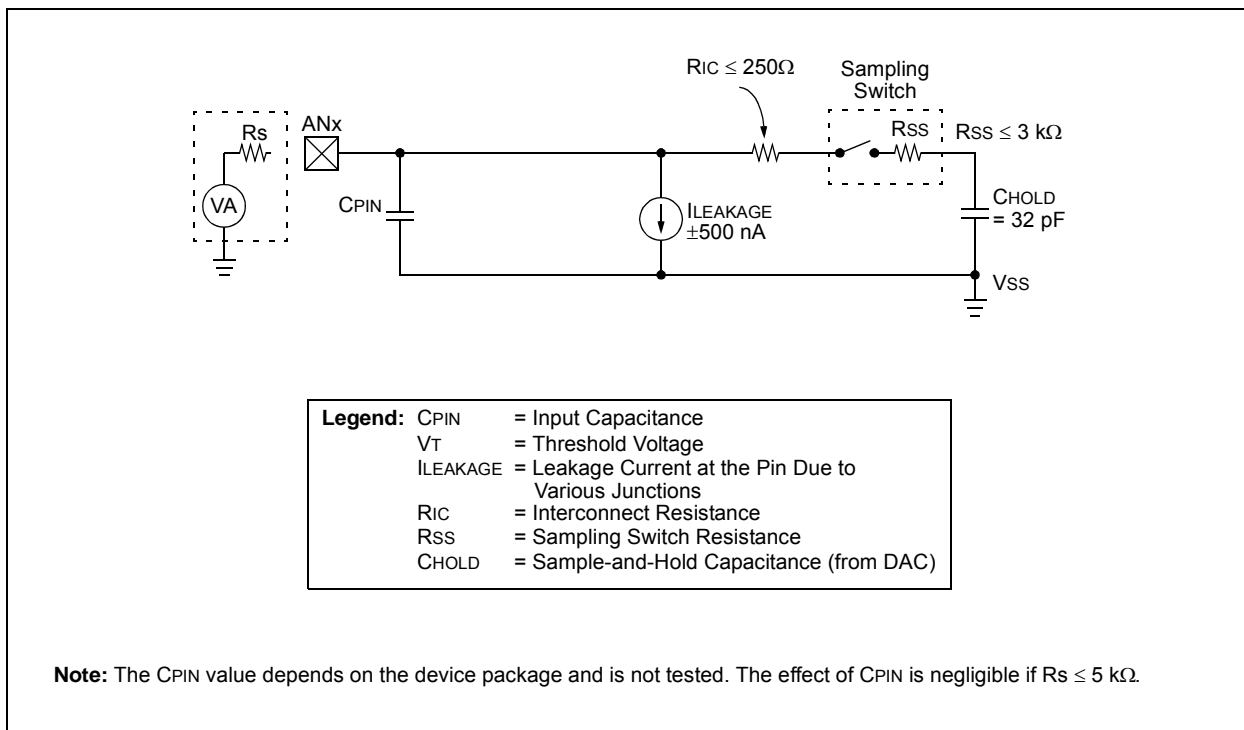 RIC ≤ 250Ω
Sampling
Switch
Rs
ANx
RSS
RSS ≤ 3 kΩ
VA
CPIN
ILEAKAGE
±500 nA
CHOLD
= 32 pF
VSS
Legend: CPIN = Input Capacitance
VT = Threshold Voltage
ILEAKAGE = Leakage Current at the Pin Due to
Various Junctions
RIC = Interconnect Resistance
RSS = Sampling Switch Resistance
CHOLD = Sample-and-Hold Capacitance (from DAC)
Note: The CPIN value depends on the device package and is not tested. The effect of CPIN is negligible if Rs ≤ 5 kΩ.